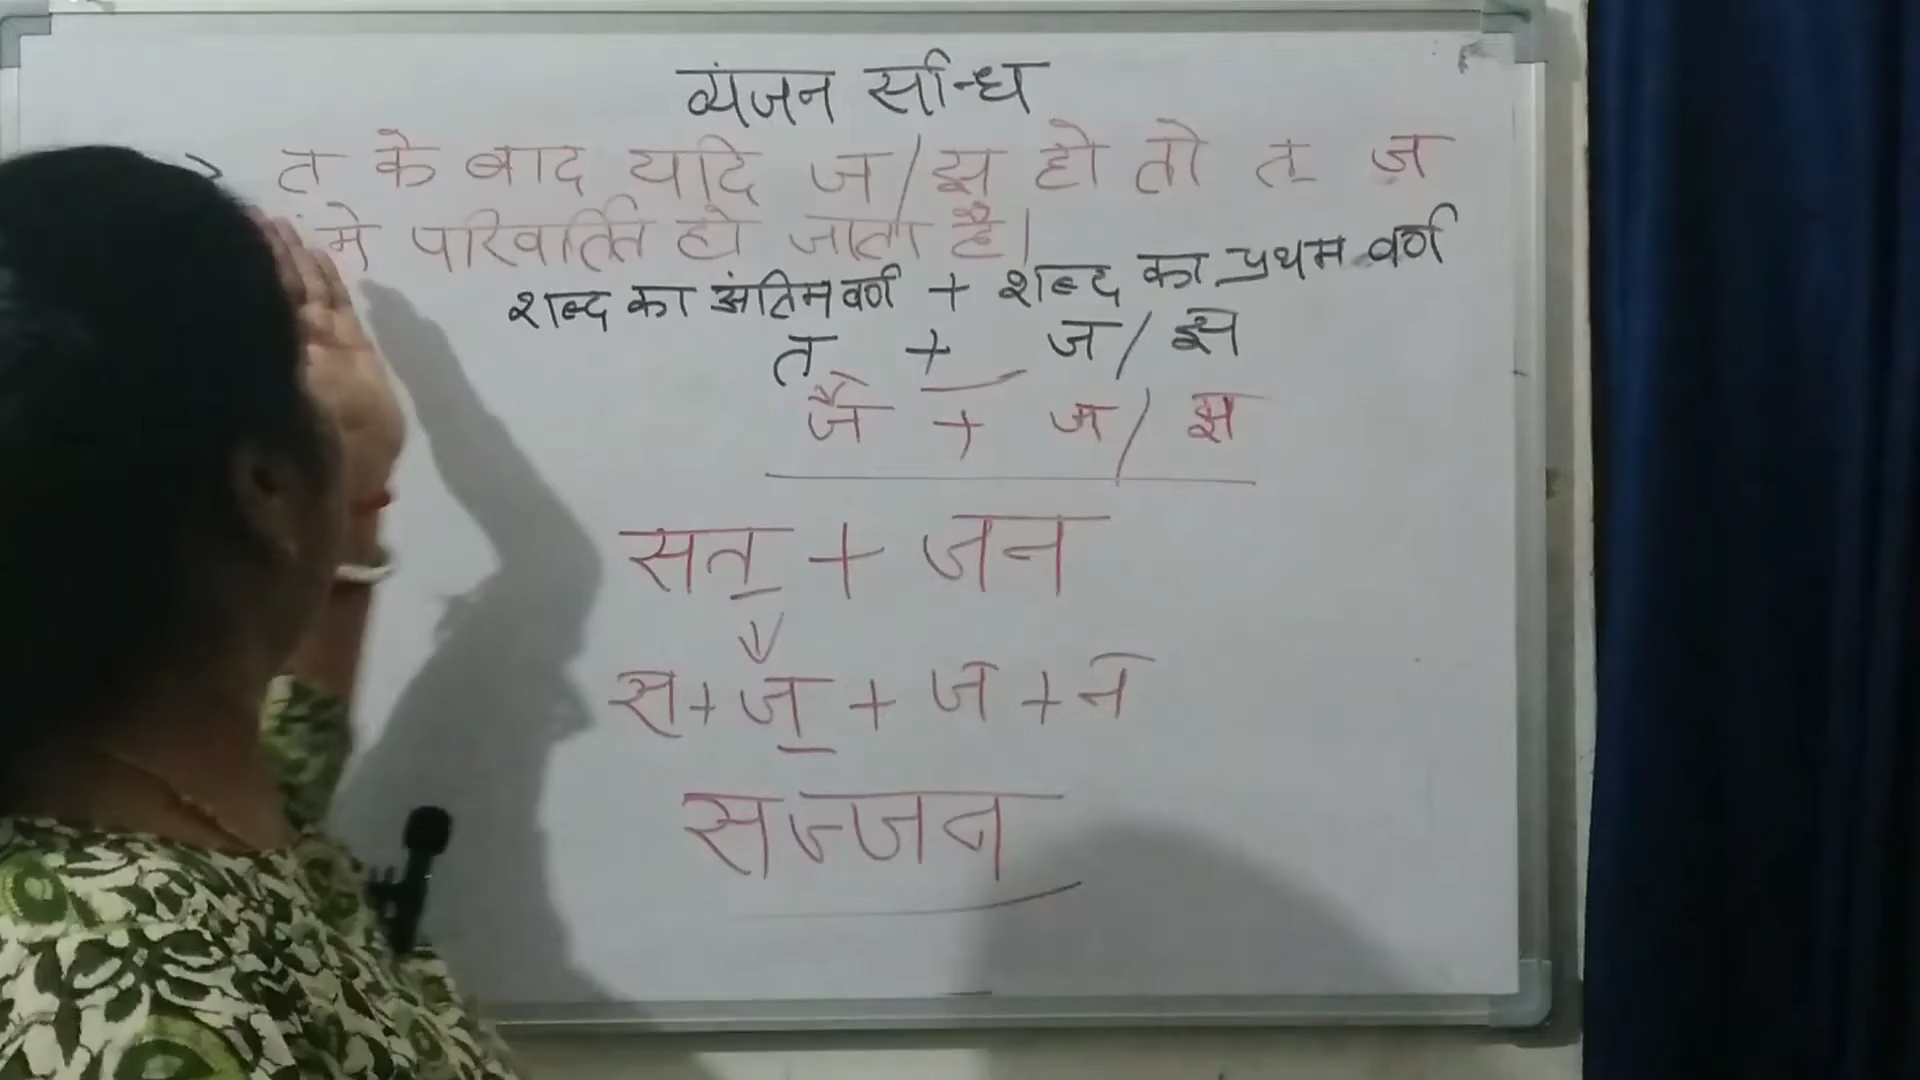 व्यंजन सन्धि
त के बाद यदि ज/झ हो तो त् ज्
में परिवर्तित हो जाता है।
शब्द का अंतिम वर्ण + शब्द का प्रथम वर्ण
त + ज/झ
ज + ज/झ
सत् + जन
स+ज्+ज+न
सज्जन